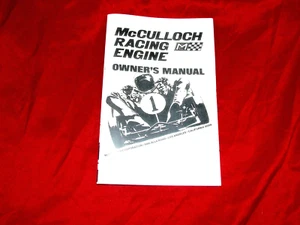 McCULLOCH
RACING
ENGINE
OWNER'S MANUAL
1